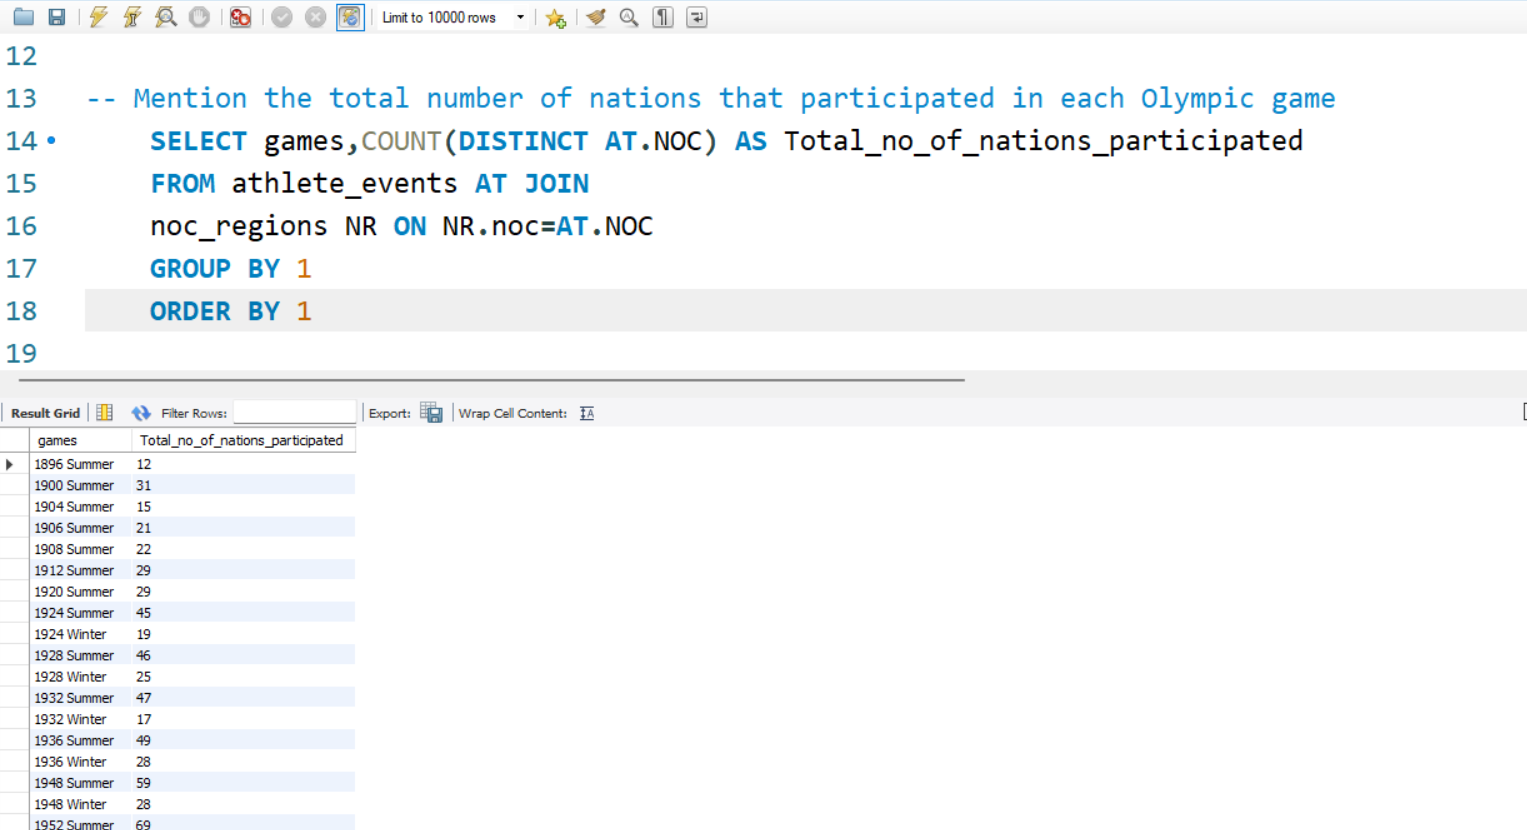 Limit to 10000 rows
12
13 -- Mention the total number of nations that participated in each Olympic game
14 SELECT games,COUNT(DISTINCT AT.NOC) AS Total_no_of_nations_participated
15 FROM athlete_events AT JOIN
16 noc_regions NR ON NR.noc=AT.NOC
17 GROUP BY 1
18 ORDER BY 1
19
Result Grid Filter Rows: Export: Wrap Cell Content:
games Total_no_of_nations_participated
1896 Summer 12
1900 Summer 31
1904 Summer 15
1906 Summer 21
1908 Summer 22
1912 Summer 29
1920 Summer 29
1924 Summer 45
1924 Winter 19
1928 Summer 46
1928 Winter 25
1932 Summer 47
1932 Winter 17
1936 Summer 49
1936 Winter 28
1948 Summer 59
1948 Winter 28
1952 Summer 69